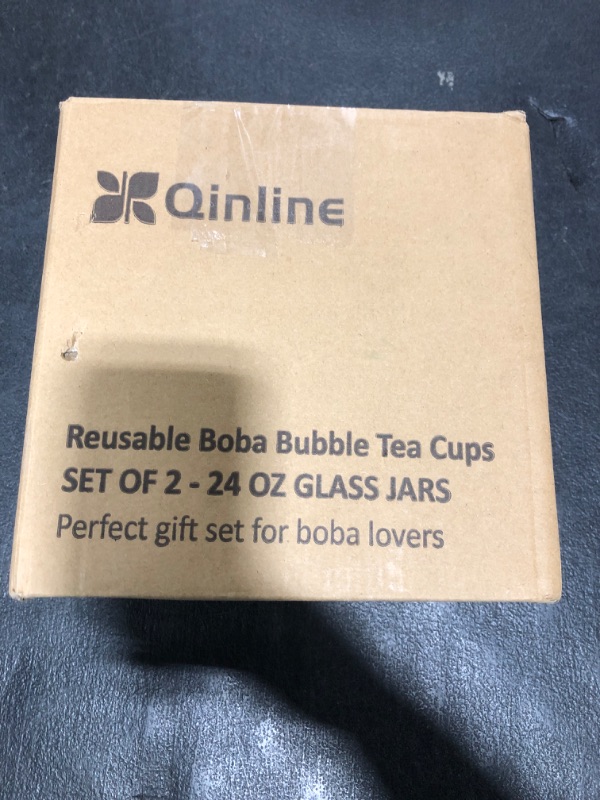 Qinline
Reusable Boba Bubble Tea Cups
SET OF 2 - 24 OZ GLASS JARS
Perfect gift set for boba lovers